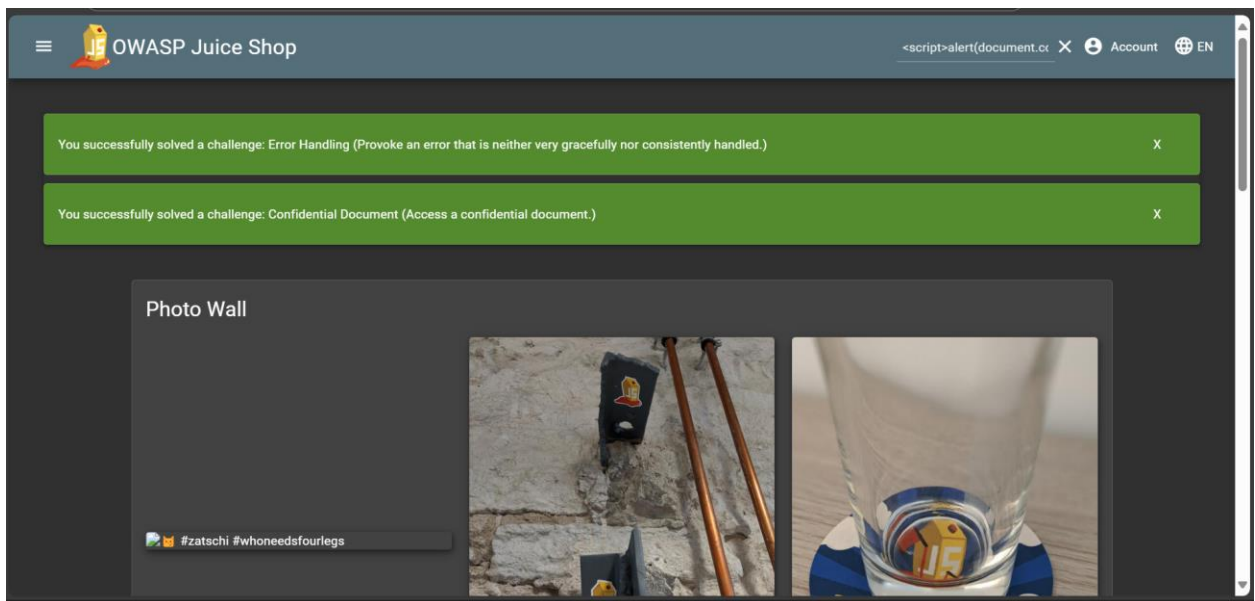 OWASP Juice Shop
<script>alert(document.cc
Account
EN
You successfully solved a challenge: Error Handling (Provoke an error that is neither very gracefully nor consistently handled.)
X
You successfully solved a challenge: Confidential Document (Access a confidential document.)
X
Photo Wall
#zatschi #whoneedsfourlegs
JS
JS